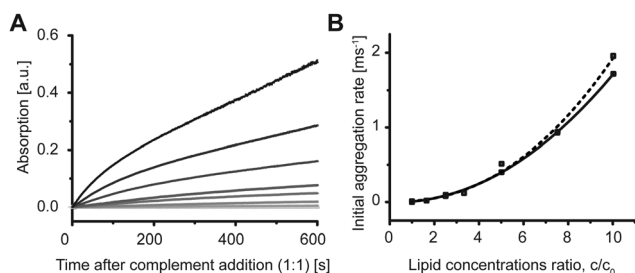 A
Absorption [a.u.]
0.6
0.4
0.2
0.0
0 200 400 600
Time after complement addition (1:1) [s]
B
Initial aggregation rate [ms⁻¹]
2
1
0
0 2 4 6 8 10
Lipid concentrations ratio, c/c₀